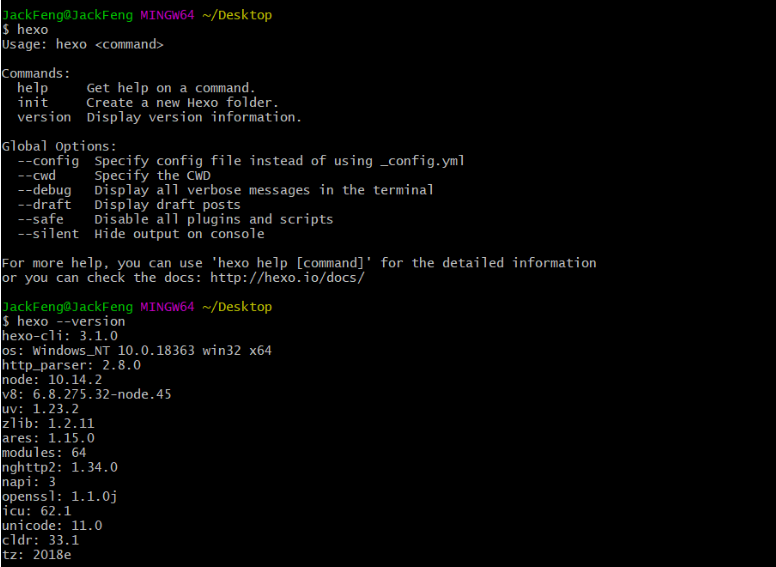 JackFeng@JackFeng MINGW64 ~/Desktop
$ hexo
Usage: hexo <command>

Commands:
  help     Get help on a command.
  init     Create a new Hexo folder.
  version  Display version information.

Global Options:
  --config  Specify config file instead of using _config.yml
  --cwd     Specify the CWD
  --debug   Display all verbose messages in the terminal
  --draft   Display draft posts
  --safe    Disable all plugins and scripts
  --silent  Hide output on console

For more help, you can use 'hexo help [command]' for the detailed information
or you can check the docs: http://hexo.io/docs/

JackFeng@JackFeng MINGW64 ~/Desktop
$ hexo --version
hexo-cli: 3.1.0
os: Windows_NT 10.0.18363 win32 x64
http_parser: 2.8.0
node: 10.14.2
v8: 6.8.275.32-node.45
uv: 1.23.2
zlib: 1.2.11
ares: 1.15.0
modules: 64
nghttp2: 1.34.0
napi: 3
openssl: 1.1.0j
icu: 62.1
unicode: 11.0
cldr: 33.1
tz: 2018e